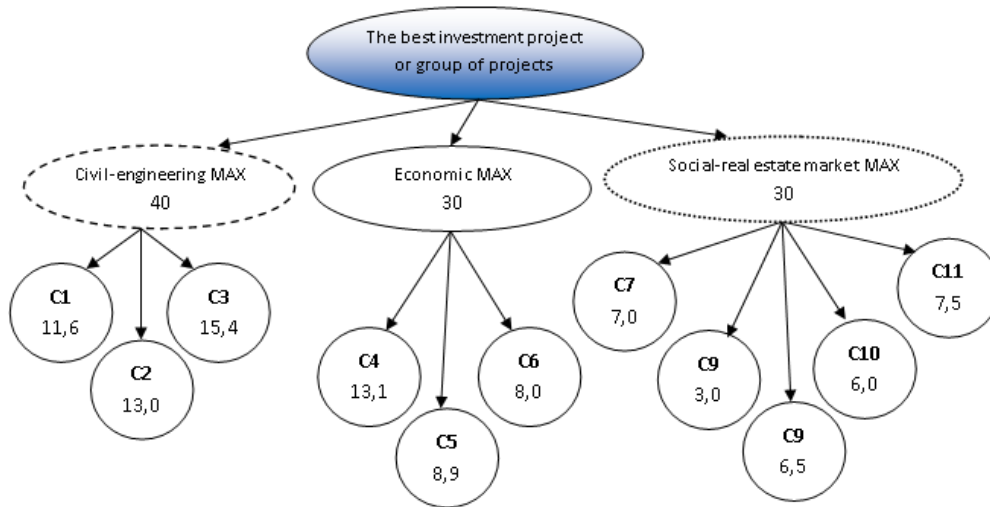 The best investment project
or group of projects
Civil-engineering MAX
40
Economic MAX
30
Social-real estate market MAX
30
C1
11,6
C2
13,0
C3
15,4
C4
13,1
C5
8,9
C6
8,0
C7
7,0
C9
3,0
C9
6,5
C10
6,0
C11
7,5